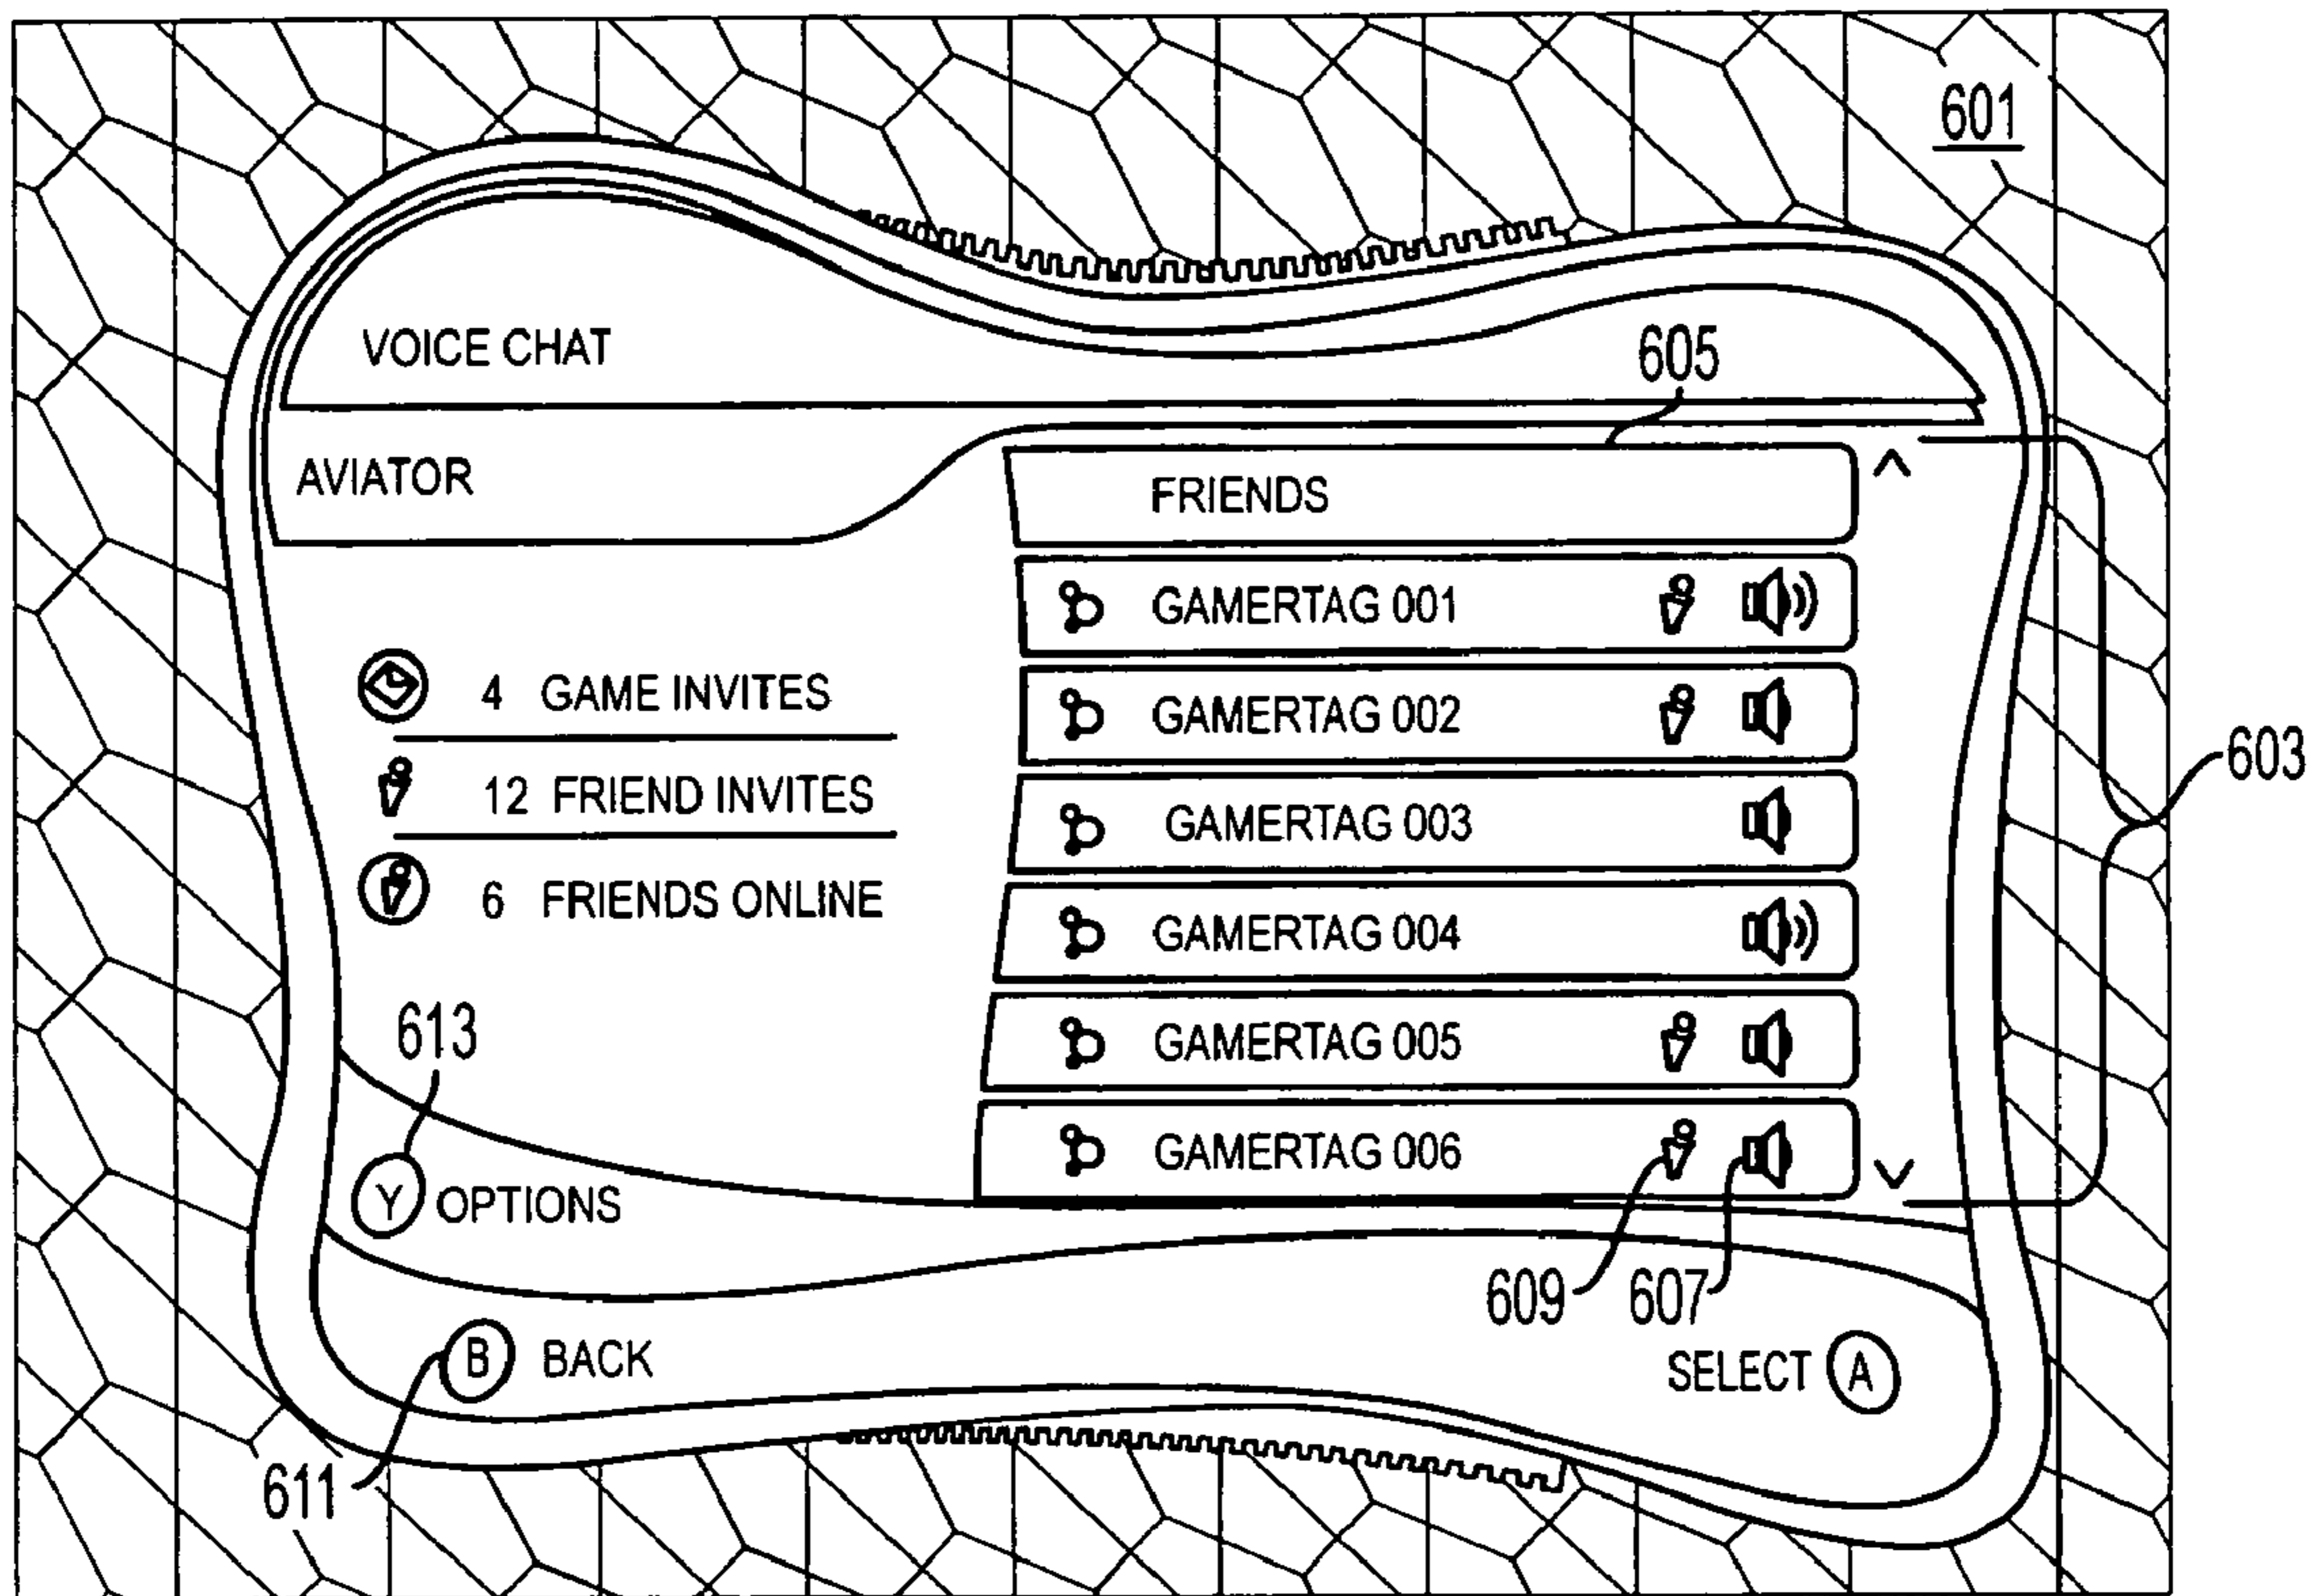 601
VOICE CHAT
605
AVIATOR
FRIENDS
GAMERTAG 001
4 GAME INVITES
GAMERTAG 002
603
12 FRIEND INVITES
GAMERTAG 003
6 FRIENDS ONLINE
GAMERTAG 004
613
GAMERTAG 005
GAMERTAG 006
Y OPTIONS
609 607
B BACK
SELECT A
611